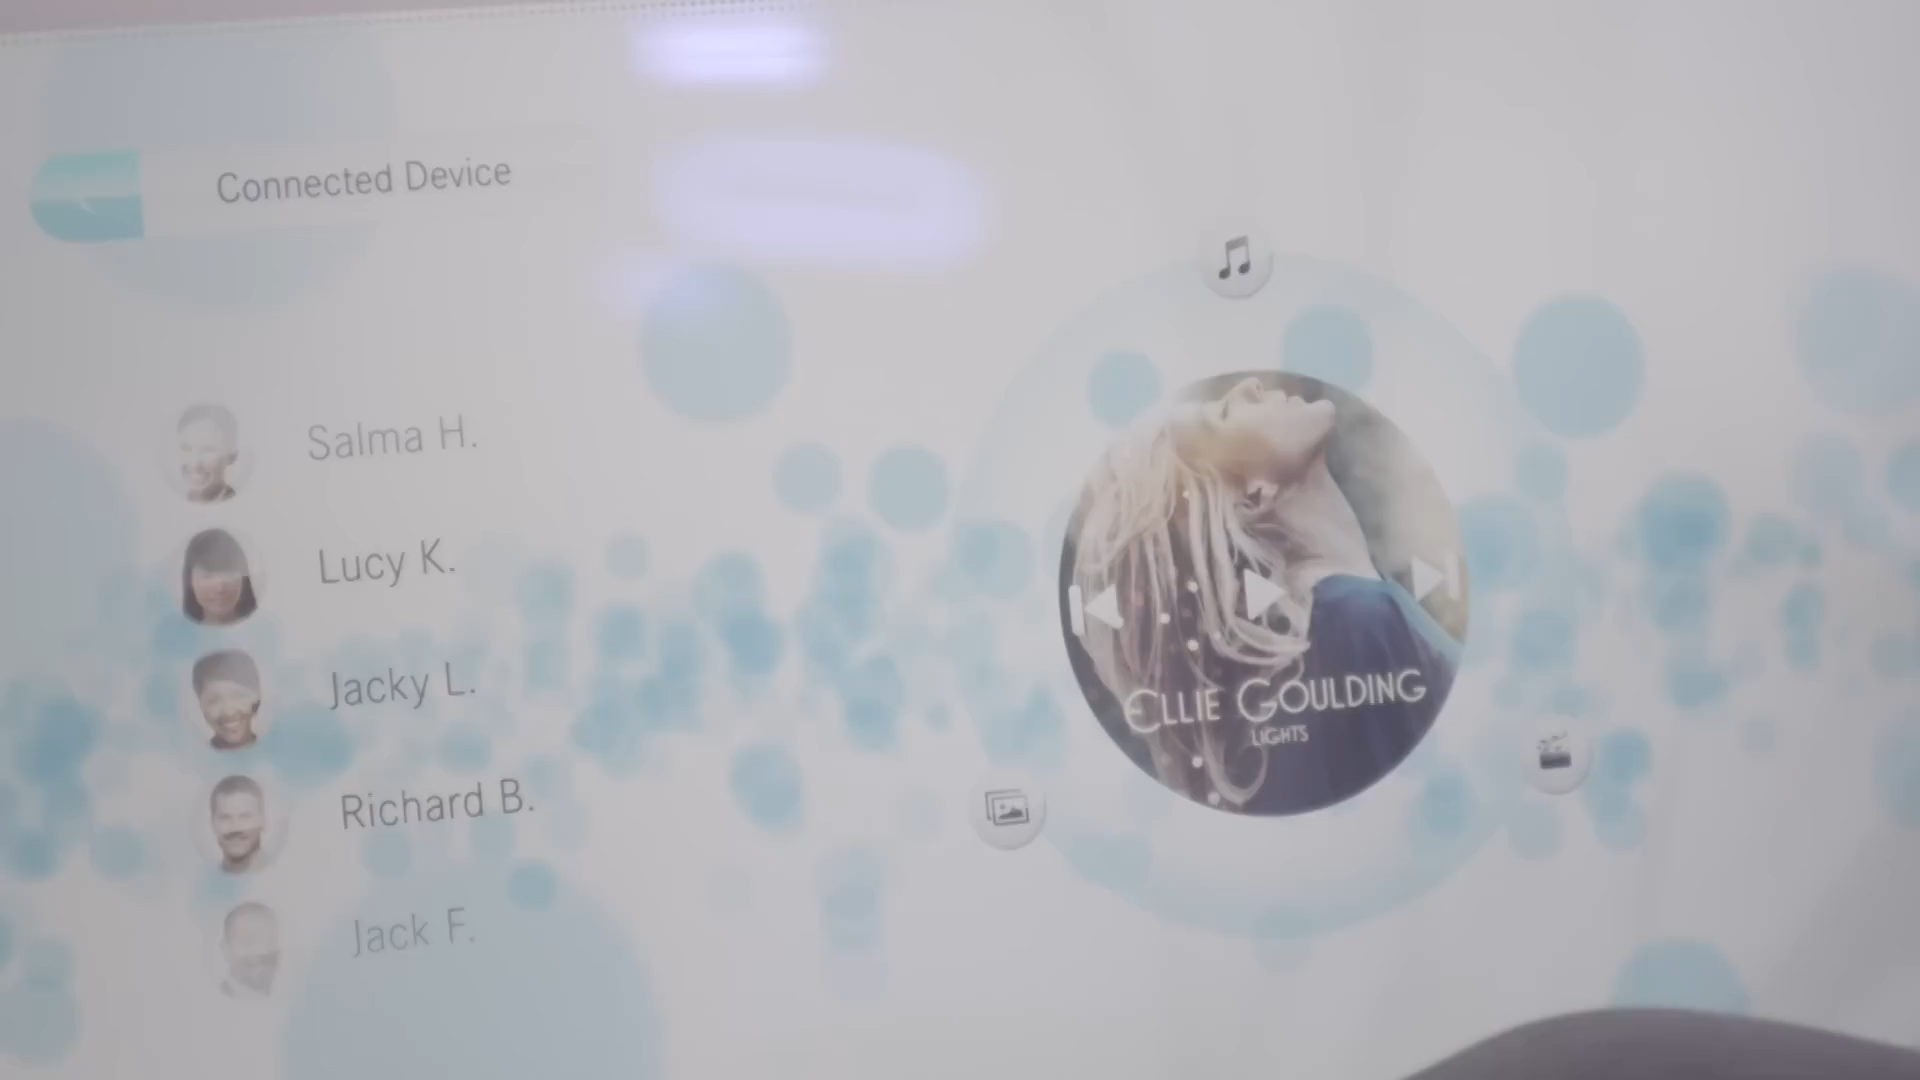 Connected Device
Salma H.
Lucy K.
Jacky L.
Richard B.
Jack F.
ELLIE GOULDING
LIGHTS